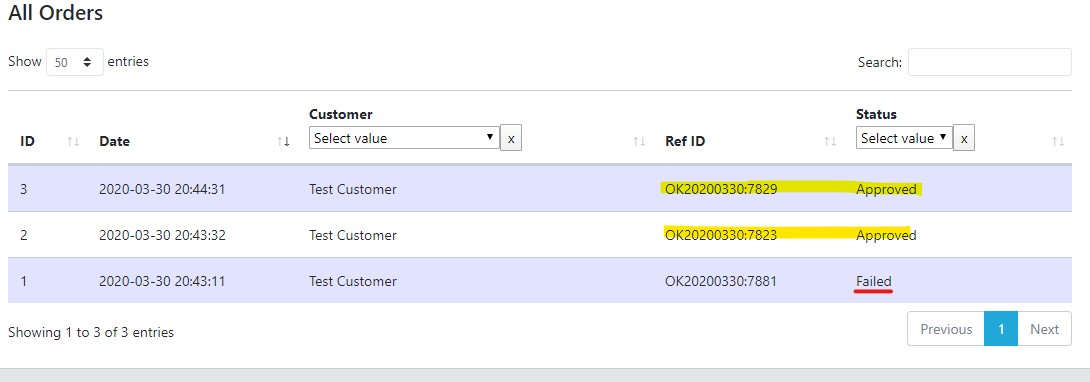 All Orders
Show 50 entries Search:
Customer Status
ID Date Select value x Ref ID Select value x
3 2020-03-30 20:44:31 Test Customer OK20200330:7829 Approved
2 2020-03-30 20:43:32 Test Customer OK20200330:7823 Approved
1 2020-03-30 20:43:11 Test Customer OK20200330:7881 Failed
Showing 1 to 3 of 3 entries Previous 1 Next